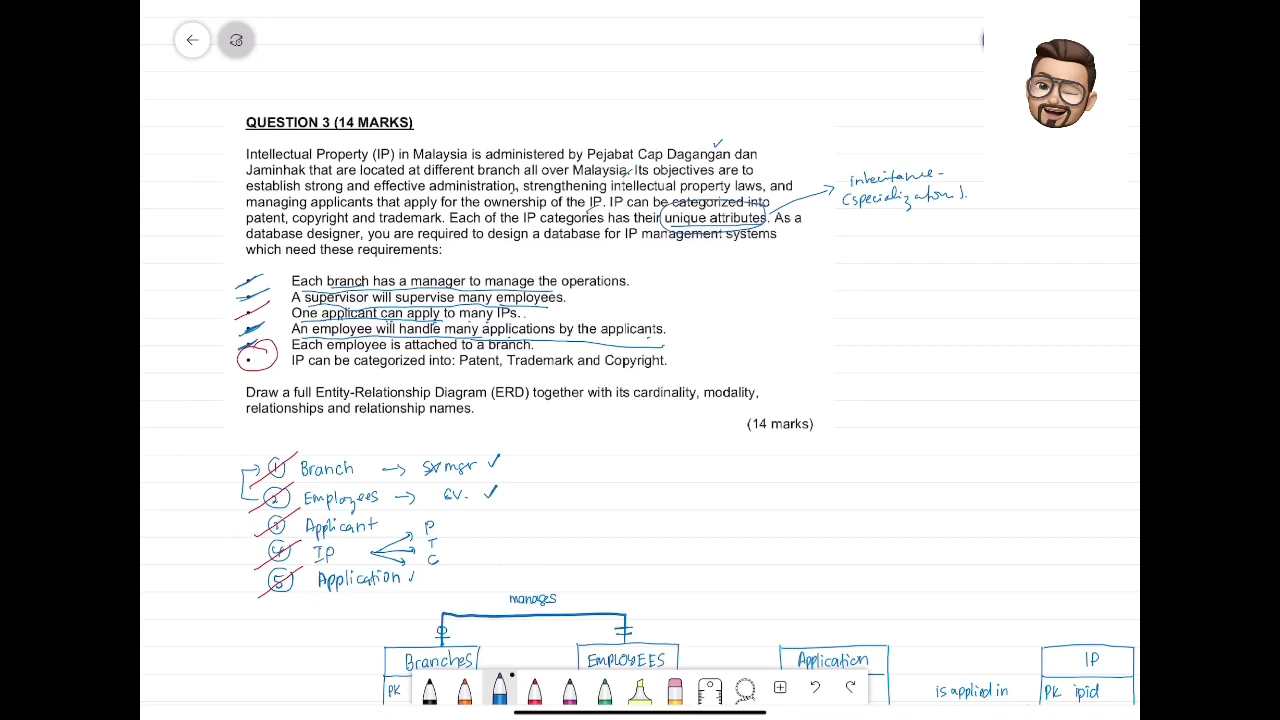 QUESTION 3 (14 MARKS)
Intellectual Property (IP) in Malaysia is administered by Pejabat Cap Dagangan dan
Jaminhak that are located at different branch all over Malaysia. Its objectives are to
establish strong and effective administration, strengthening intellectual property laws, and
managing applicants that apply for the ownership of the IP. IP can be categorized into
patent, copyright and trademark. Each of the IP categories has their unique attributes. As a
database designer, you are required to design a database for IP management systems
which need these requirements:
Inheritance -
(specialization).
• Each branch has a manager to manage the operations.
• A supervisor will supervise many employees.
• One applicant can apply to many IPs.
• An employee will handle many applications by the applicants.
• Each employee is attached to a branch.
• IP can be categorized into: Patent, Trademark and Copyright.
Draw a full Entity-Relationship Diagram (ERD) together with its cardinality, modality,
relationships and relationship names.
(14 marks)
① Branch → mgr ✓
② Employees → SV. ✓
③ Applicant
④ IP → P T C
⑤ Application ✓
manages
Branches EMPLOYEES Application IP
PK is applied in PK ipid